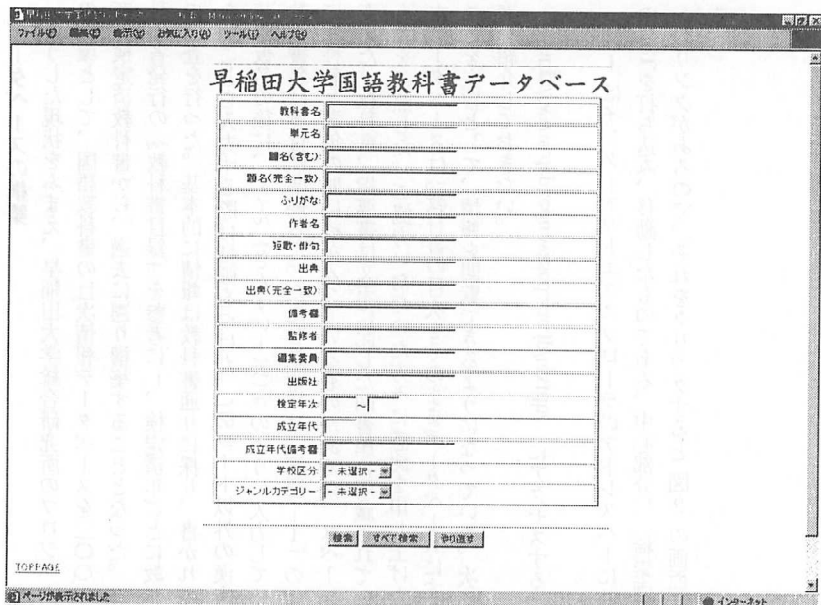 ファイル(F) 編集(E) 表示(V) お気に入り(A) ツール(T) ヘルプ(H)
早稲田大学国語教科書データベース
教科書名
単元名
題名(含む)
題名(完全一致)
ふりがな
作者名
短歌・俳句
出典
出典(完全一致)
備考欄
監修者
編集委員
出版社
検定年次 ～
成立年代
成立年代備考欄
学校区分 - 未選択 -
ジャンルカテゴリー - 未選択 -
検索 すべて検索 やり直す
TOPPAGE
ページが表示されました インターネット